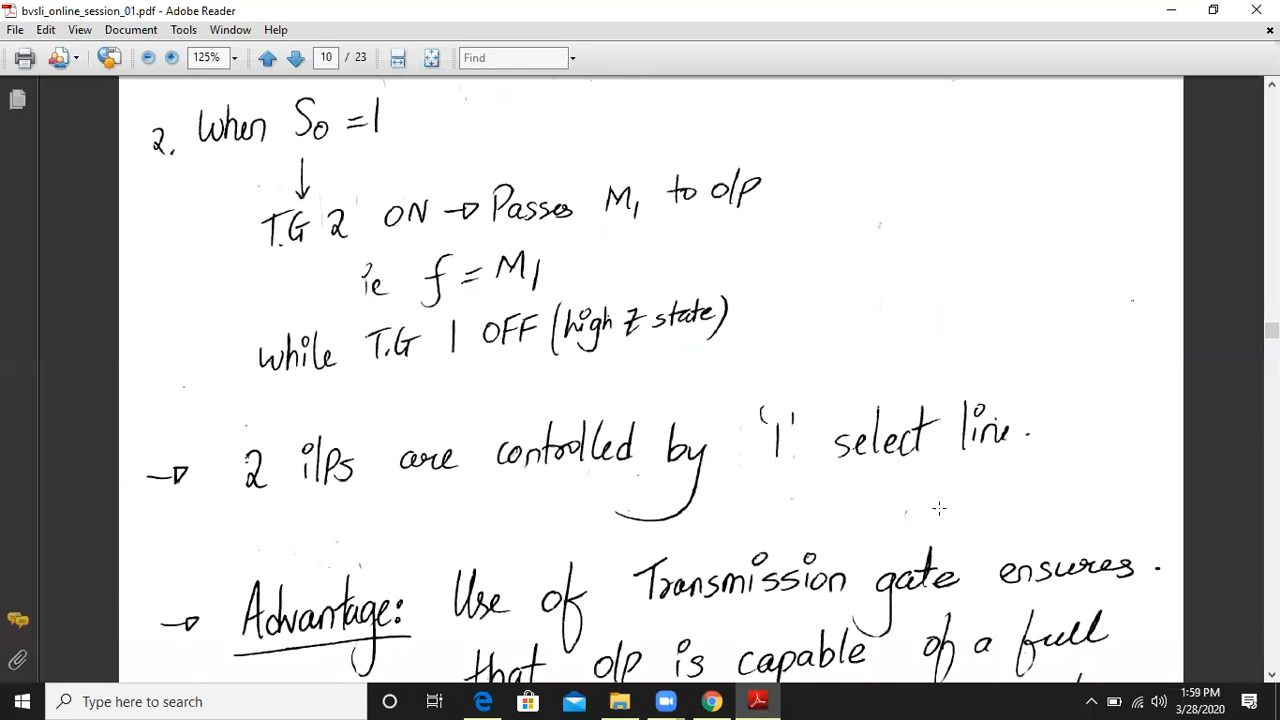 bvsli_online_session_01.pdf - Adobe Reader
File Edit View Document Tools Window Help
125% 10 / 23 Find
2. When S0 = 1
↓
T.G 2 ON → Passes M1 to o/p
ie f = M1
while T.G 1 OFF (high Z state)
→ 2 i/ps are controlled by '1' select line.
→ Advantage: Use of Transmission gate ensures.
that o/p is capable of a full
Type here to search
1:59 PM
3/28/2020